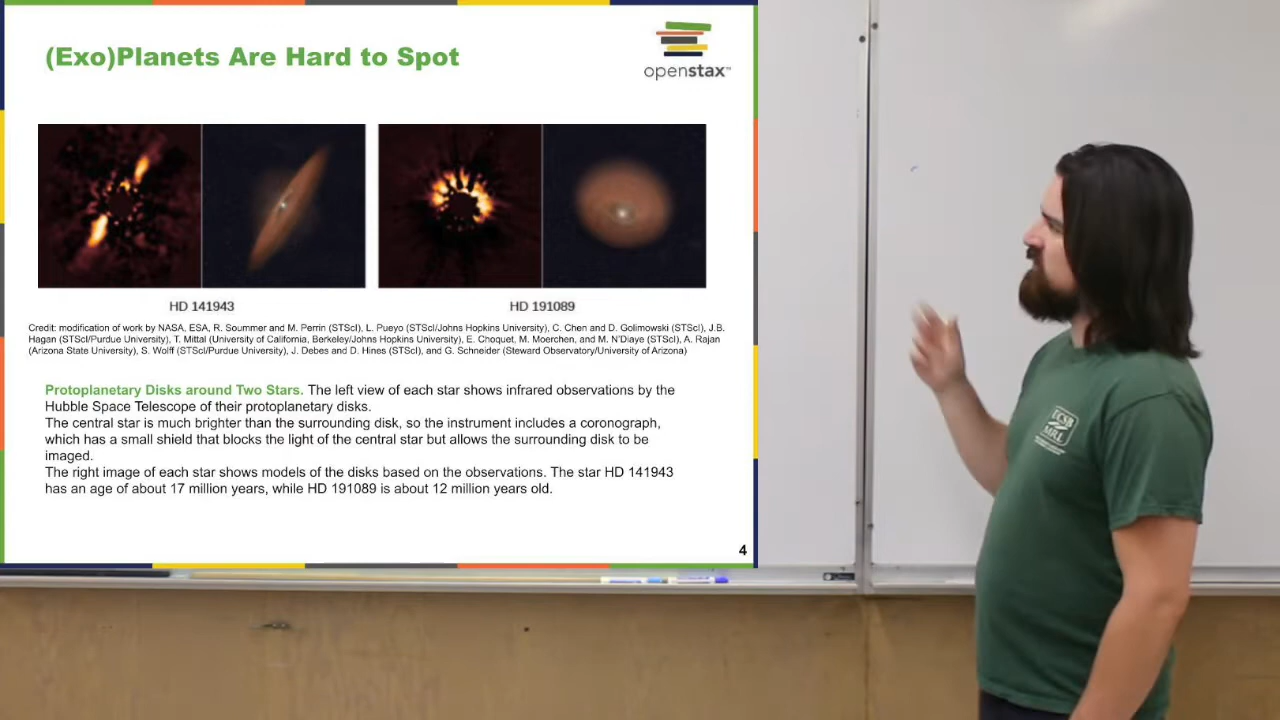 (Exo)Planets Are Hard to Spot
openstax™
HD 141943
HD 191089
Credit: modification of work by NASA, ESA, R. Soummer and M. Perrin (STScI), L. Pueyo (STScI/Johns Hopkins University), C. Chen and D. Golimowski (STScI), J.B.
Hagan (STScI/Purdue University), T. Mittal (University of California, Berkeley/Johns Hopkins University), E. Choquet, M. Moerchen, and M. N'Diaye (STScI), A. Rajan
(Arizona State University), S. Wolff (STScI/Purdue University), J. Debes and D. Hines (STScI), and G. Schneider (Steward Observatory/University of Arizona)
Protoplanetary Disks around Two Stars. The left view of each star shows infrared observations by the
Hubble Space Telescope of their protoplanetary disks.
The central star is much brighter than the surrounding disk, so the instrument includes a coronograph,
which has a small shield that blocks the light of the central star but allows the surrounding disk to be
imaged.
The right image of each star shows models of the disks based on the observations. The star HD 141943
has an age of about 17 million years, while HD 191089 is about 12 million years old.
4
UCSB
MRL